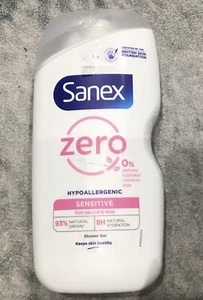 BRITISH SKIN
FOUNDATION
Sanex
zero
0%
HYPOALLERGENIC
SENSITIVE
FOR DELICATE SKIN
93% NATURAL ORIGIN 8H NATURAL HYDRATION
Shower Gel
Keeps skin healthy